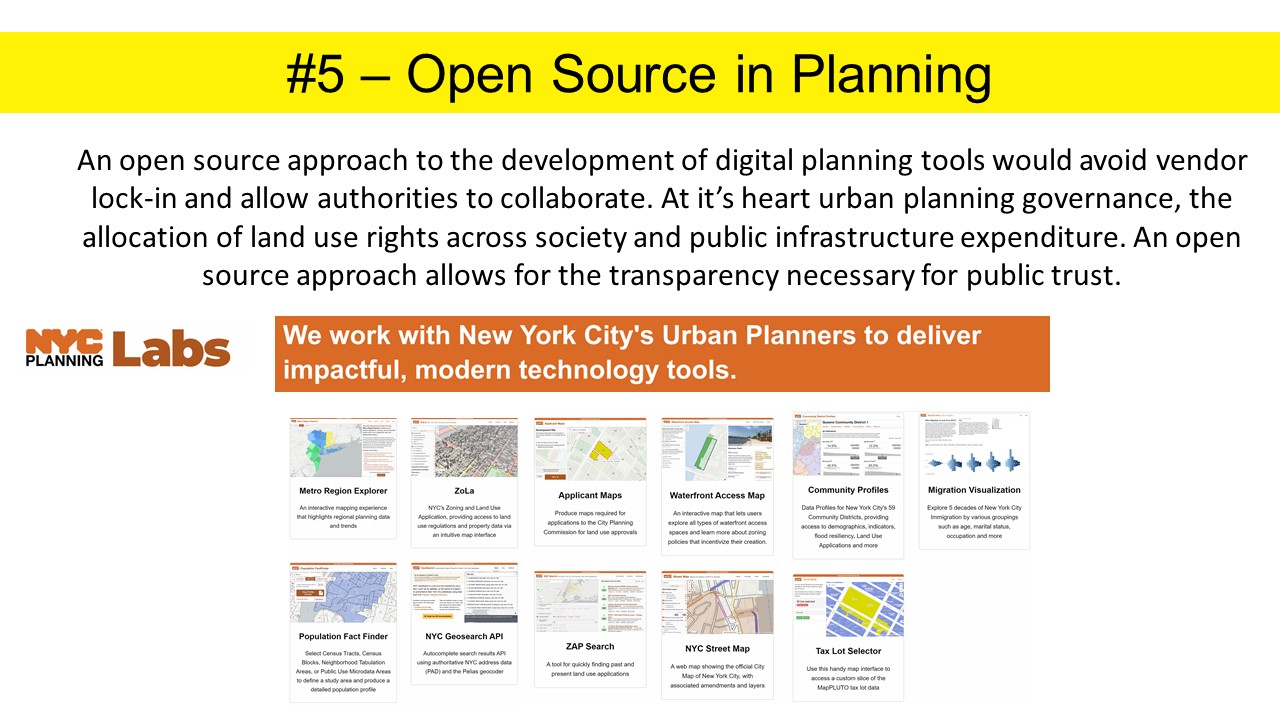 #5 – Open Source in Planning
An open source approach to the development of digital planning tools would avoid vendor
lock-in and allow authorities to collaborate. At it’s heart urban planning governance, the
allocation of land use rights across society and public infrastructure expenditure. An open
source approach allows for the transparency necessary for public trust.
NYC
PLANNING Labs
We work with New York City's Urban Planners to deliver
impactful, modern technology tools.
Metro Region Explorer
An interactive mapping experience
that highlights regional planning data
and trends
ZoLa
NYC's Zoning and Land Use
Application, providing access to land
use regulations and property data via
an intuitive map interface
Applicant Maps
Produce maps required for
applications to the City Planning
Commission for land use approvals
Waterfront Access Map
An interactive map that lets users
explore all types of waterfront access
spaces and learn more about zoning
policies that incentivize their creation.
Community Profiles
Data Profiles for New York City's 59
Community Districts, providing
access to demographics, indicators,
flood resiliency, Land Use
Applications and more
Migration Visualization
Explore 5 decades of New York City
Immigration by various groupings
such as age, marital status,
occupation and more
Population Fact Finder
Select Census Tracts, Census
Blocks, Neighborhood Tabulation
Areas, or Public Use Microdata Areas
to define a study area and produce a
detailed population profile
NYC Geosearch API
Autocomplete search results API
using authoritative NYC address data
(PAD) and the Pelias geocoder
ZAP Search
A tool for quickly finding past and
present land use applications
NYC Street Map
A web map showing the official City
Map of New York City, with
associated amendments and layers
Tax Lot Selector
Use this handy map interface to
access a custom slice of the
MapPLUTO tax lot data